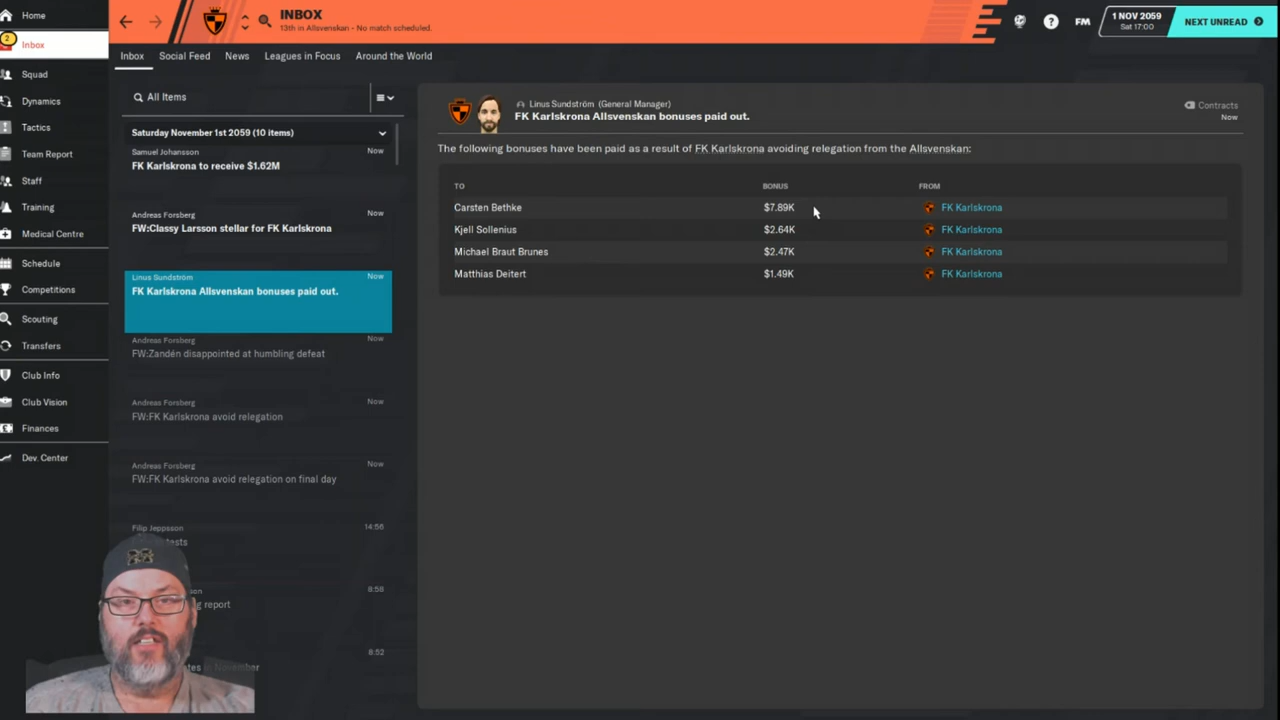 Home
INBOX
13th in Allsvenskan - No match scheduled.
FM
1 NOV 2059
Sat 17:00
NEXT UNREAD
2
Inbox
Squad
Dynamics
Tactics
Team Report
Staff
Training
Medical Centre
Schedule
Competitions
Scouting
Transfers
Club Info
Club Vision
Finances
Dev. Center
Inbox
Social Feed
News
Leagues in Focus
Around the World
All Items
Saturday November 1st 2059 (10 items)
Samuel Johansson
Now
FK Karlskrona to receive $1.62M
Andreas Forsberg
Now
FW:Classy Larsson stellar for FK Karlskrona
Linus Sundström
Now
FK Karlskrona Allsvenskan bonuses paid out.
Andreas Forsberg
Now
FW:Zandén disappointed at humbling defeat
Andreas Forsberg
Now
FW:FK Karlskrona avoid relegation
Andreas Forsberg
Now
FW:FK Karlskrona avoid relegation on final day
Filip Jeppsson
14:56
tests
8:58
report
8:52
in November
Linus Sundström (General Manager)
FK Karlskrona Allsvenskan bonuses paid out.
Contracts
Now
The following bonuses have been paid as a result of FK Karlskrona avoiding relegation from the Allsvenskan:
TO BONUS FROM
Carsten Bethke $7.89K FK Karlskrona
Kjell Sollenius $2.64K FK Karlskrona
Michael Braut Brunes $2.47K FK Karlskrona
Matthias Deitert $1.49K FK Karlskrona